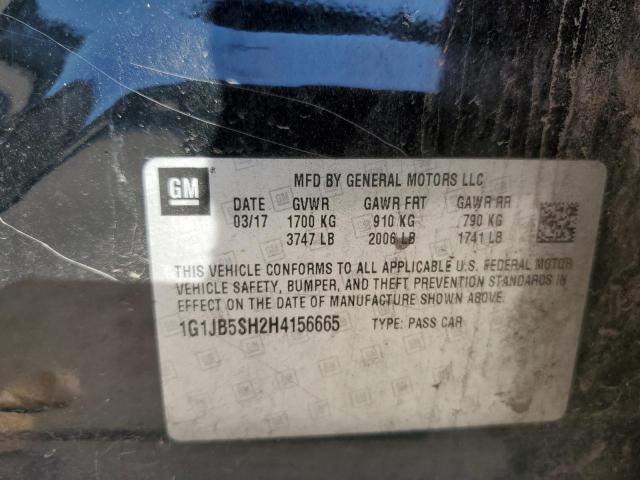 GM
MFD BY GENERAL MOTORS LLC
DATE GVWR GAWR FRT GAWR RR
03/17 1700 KG 910 KG 790 KG
3747 LB 2006 LB 1741 LB
THIS VEHICLE CONFORMS TO ALL APPLICABLE U.S. FEDERAL MOTOR
VEHICLE SAFETY, BUMPER, AND THEFT PREVENTION STANDARDS IN
EFFECT ON THE DATE OF MANUFACTURE SHOWN ABOVE.
1G1JB5SH2H4156665 TYPE: PASS CAR